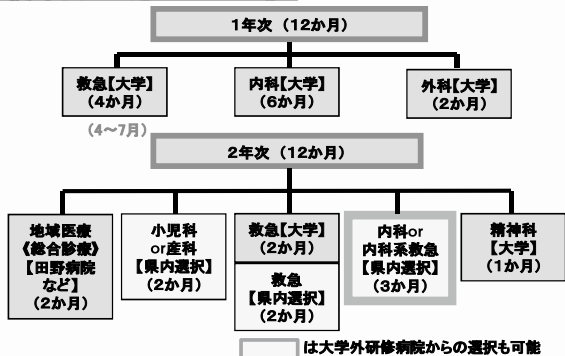 1年次（12か月）
救急【大学】
（4か月）
内科【大学】
（6か月）
外科【大学】
（2か月）
（4～7月）
2年次（12か月）
地域医療
《総合診療》
【田野病院
など】
（2か月）
小児科
or産科
【県内選択】
（2か月）
救急【大学】
（2か月）
救急
【県内選択】
（2か月）
内科or
内科系救急
【県内選択】
（3か月）
精神科
【大学】
（1か月）
は大学外研修病院からの選択も可能